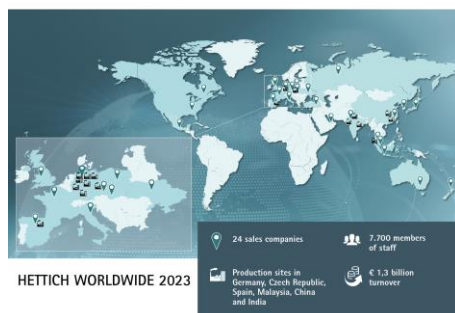 24 sales companies
7.700 members
of staff
Production sites in
Germany, Czech Republic,
Spain, Malaysia, China
and India
€ 1,3 billion
turnover
HETTICH WORLDWIDE 2023